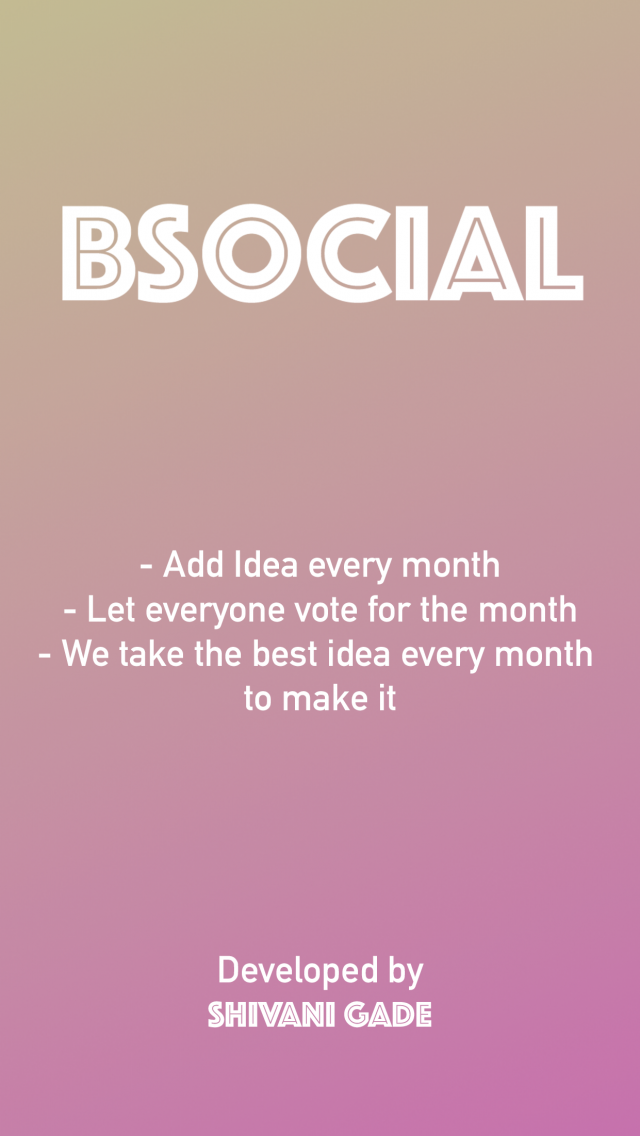 BSOCIAL
- Add Idea every month
- Let everyone vote for the month
- We take the best idea every month
to make it
Developed by
SHIVANI GADE